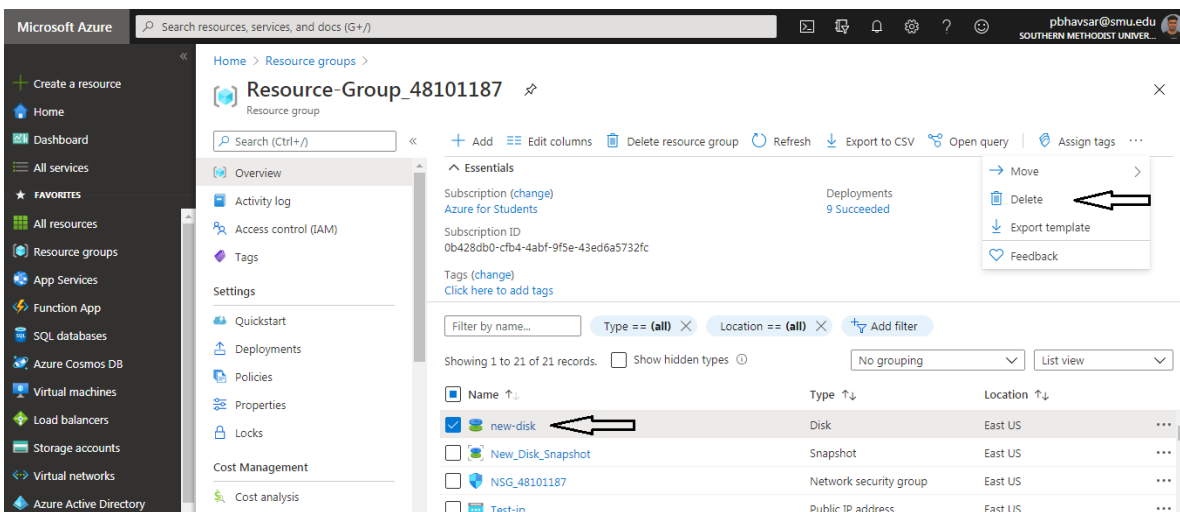 Microsoft Azure
Search resources, services, and docs (G+/)
pbhavsar@smu.edu
SOUTHERN METHODIST UNIVER...
Create a resource
Home
Dashboard
All services
FAVORITES
All resources
Resource groups
App Services
Function App
SQL databases
Azure Cosmos DB
Virtual machines
Load balancers
Storage accounts
Virtual networks
Azure Active Directory
Home > Resource groups >
Resource-Group_48101187
Resource group
Search (Ctrl+/)
Overview
Activity log
Access control (IAM)
Tags
Settings
Quickstart
Deployments
Policies
Properties
Locks
Cost Management
Cost analysis
Add Edit columns Delete resource group Refresh Export to CSV Open query Assign tags ...
Move
Delete
Export template
Feedback
Essentials
Subscription (change)
Azure for Students
Deployments
9 Succeeded
Subscription ID
0b428db0-cfb4-4abf-9f5e-43ed6a5732fc
Tags (change)
Click here to add tags
Filter by name... Type == (all) Location == (all) Add filter
Showing 1 to 21 of 21 records. Show hidden types No grouping List view
Name Type Location
new-disk Disk East US ...
New_Disk_Snapshot Snapshot East US ...
NSG_48101187 Network security group East US ...
Test-ip Public IP address East US ...